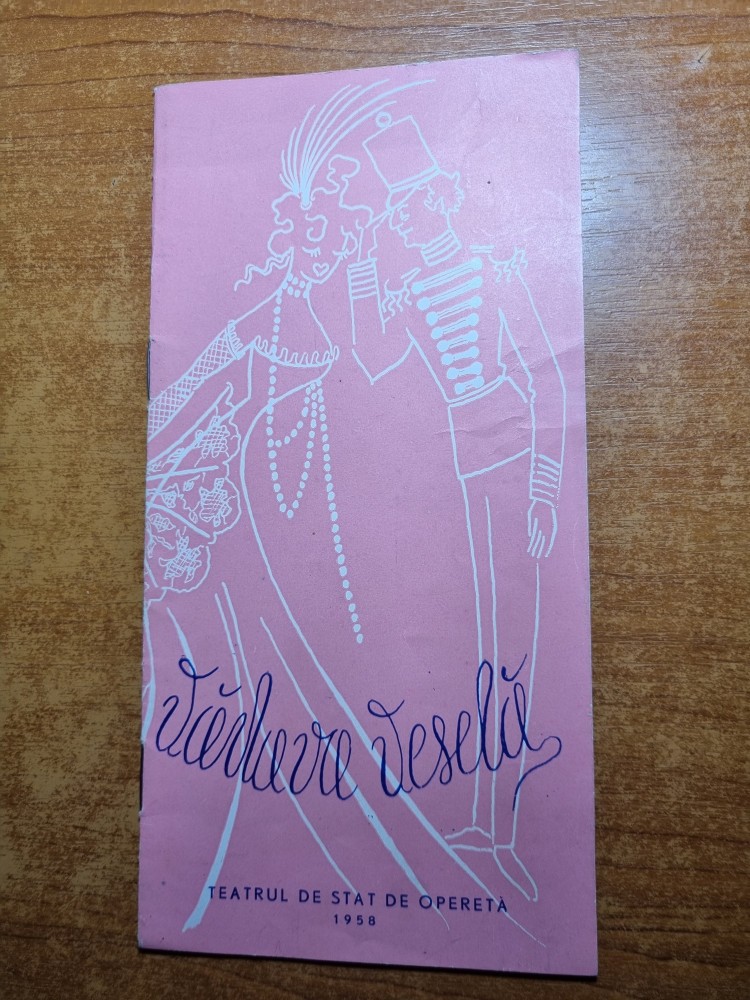 Văduva Veselă
TEATRUL DE STAT DE OPERETĂ
1958